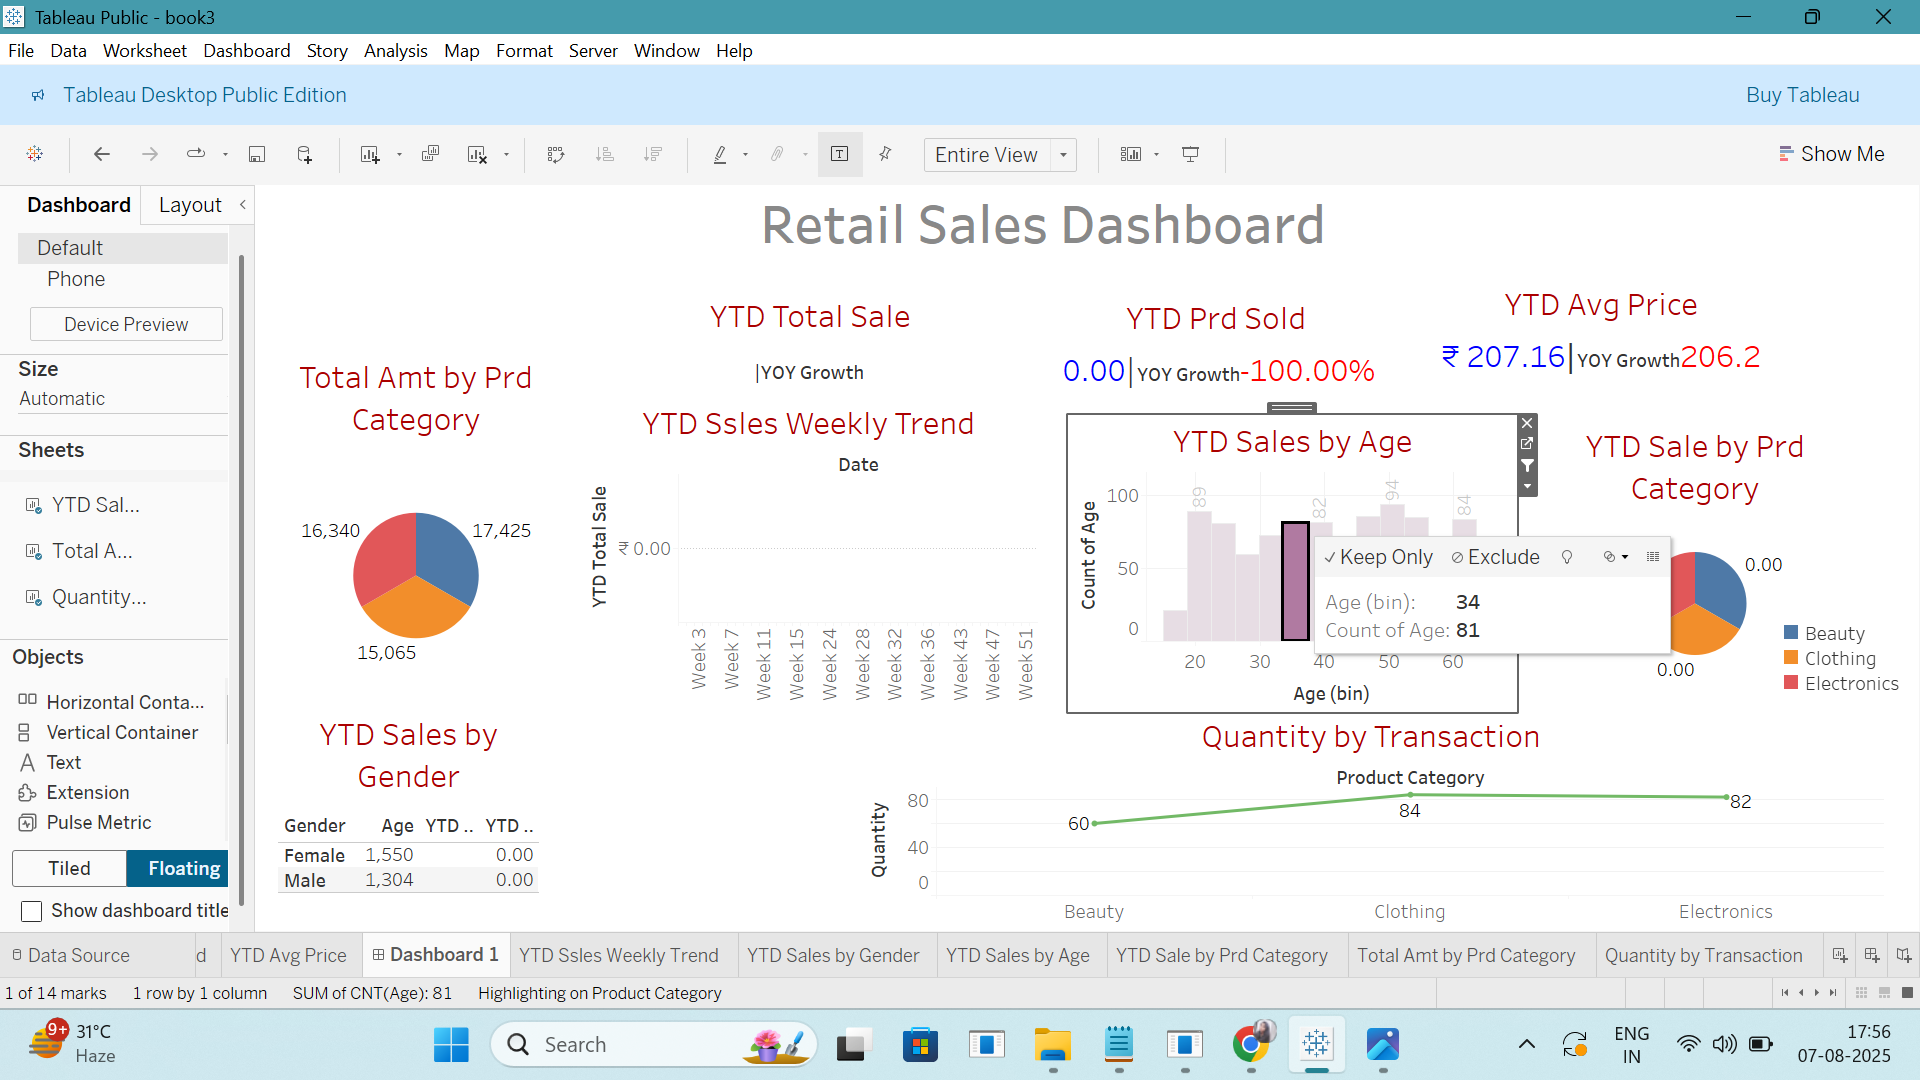 Tableau Public - book3
File Data Worksheet Dashboard Story Analysis Map Format Server Window Help
Tableau Desktop Public Edition
Buy Tableau
Entire View
Show Me
Dashboard Layout
Default
Phone
Device Preview
Size
Automatic
Sheets
YTD Sal...
Total A...
Quantity...
Objects
Horizontal Conta...
Vertical Container
Text
Extension
Pulse Metric
Tiled Floating
Show dashboard title
Retail Sales Dashboard
YTD Total Sale
|YOY Growth
YTD Prd Sold
0.00|YOY Growth-100.00%
YTD Avg Price
₹ 207.16|YOY Growth206.2
Total Amt by Prd
Category
16,340
17,425
15,065
YTD Ssles Weekly Trend
Date
YTD Total Sale
₹ 0.00
Week 3
Week 7
Week 11
Week 15
Week 24
Week 28
Week 32
Week 36
Week 43
Week 47
Week 51
YTD Sales by Age
Count of Age
100
50
0
89
82
94
84
20 30 40 50 60
Age (bin)
Keep Only Exclude
Age (bin): 34
Count of Age: 81
YTD Sale by Prd
Category
0.00
0.00
Beauty
Clothing
Electronics
YTD Sales by
Gender
Gender Age YTD .. YTD ..
Female 1,550 0.00
Male 1,304 0.00
Quantity by Transaction
Product Category
Quantity
80
40
0
60
84
82
Beauty Clothing Electronics
Data Source d YTD Avg Price Dashboard 1 YTD Ssles Weekly Trend YTD Sales by Gender YTD Sales by Age YTD Sale by Prd Category Total Amt by Prd Category Quantity by Transaction
1 of 14 marks 1 row by 1 column SUM of CNT(Age): 81 Highlighting on Product Category
9+
31°C
Haze
Search
ENG
IN
17:56
07-08-2025